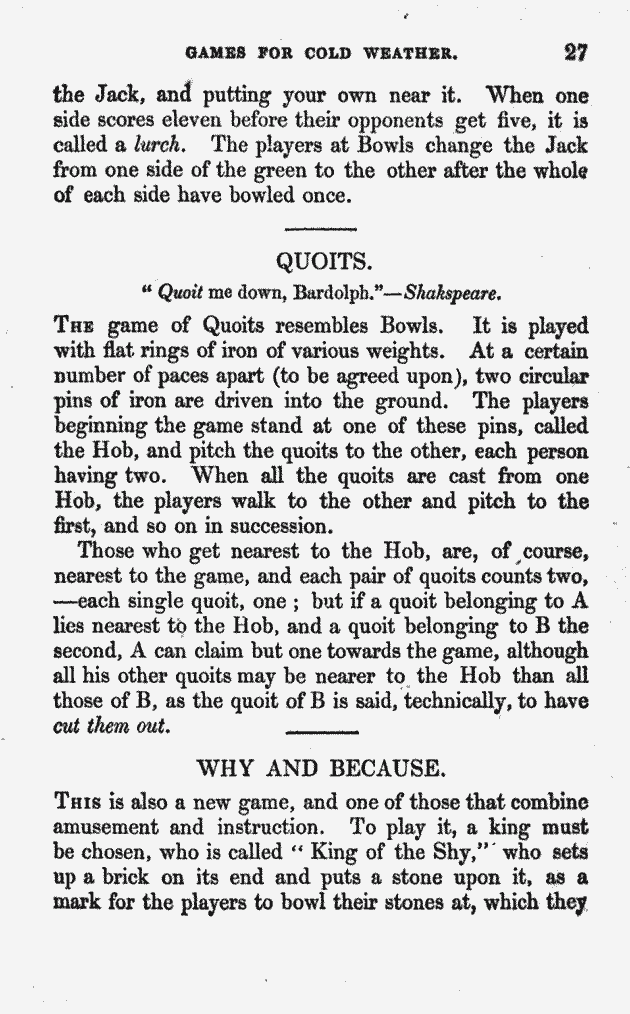 GAMES FOR COLD WEATHER. 27
the Jack, and putting your own near it. When one
side scores eleven before their opponents get five, it is
called a lurch. The players at Bowls change the Jack
from one side of the green to the other after the whole
of each side have bowled once.
QUOITS.
“ Quoit me down, Bardolph.”—Shakspeare.
THE game of Quoits resembles Bowls. It is played
with flat rings of iron of various weights. At a certain
number of paces apart (to be agreed upon), two circular
pins of iron are driven into the ground. The players
beginning the game stand at one of these pins, called
the Hob, and pitch the quoits to the other, each person
having two. When all the quoits are cast from one
Hob, the players walk to the other and pitch to the
first, and so on in succession.
Those who get nearest to the Hob, are, of course,
nearest to the game, and each pair of quoits counts two,
—each single quoit, one ; but if a quoit belonging to A
lies nearest to the Hob, and a quoit belonging to B the
second, A can claim but one towards the game, although
all his other quoits may be nearer to the Hob than all
those of B, as the quoit of B is said, technically, to have
cut them out.
WHY AND BECAUSE.
THIS is also a new game, and one of those that combine
amusement and instruction. To play it, a king must
be chosen, who is called “ King of the Shy,” who sets
up a brick on its end and puts a stone upon it, as a
mark for the players to bowl their stones at, which they